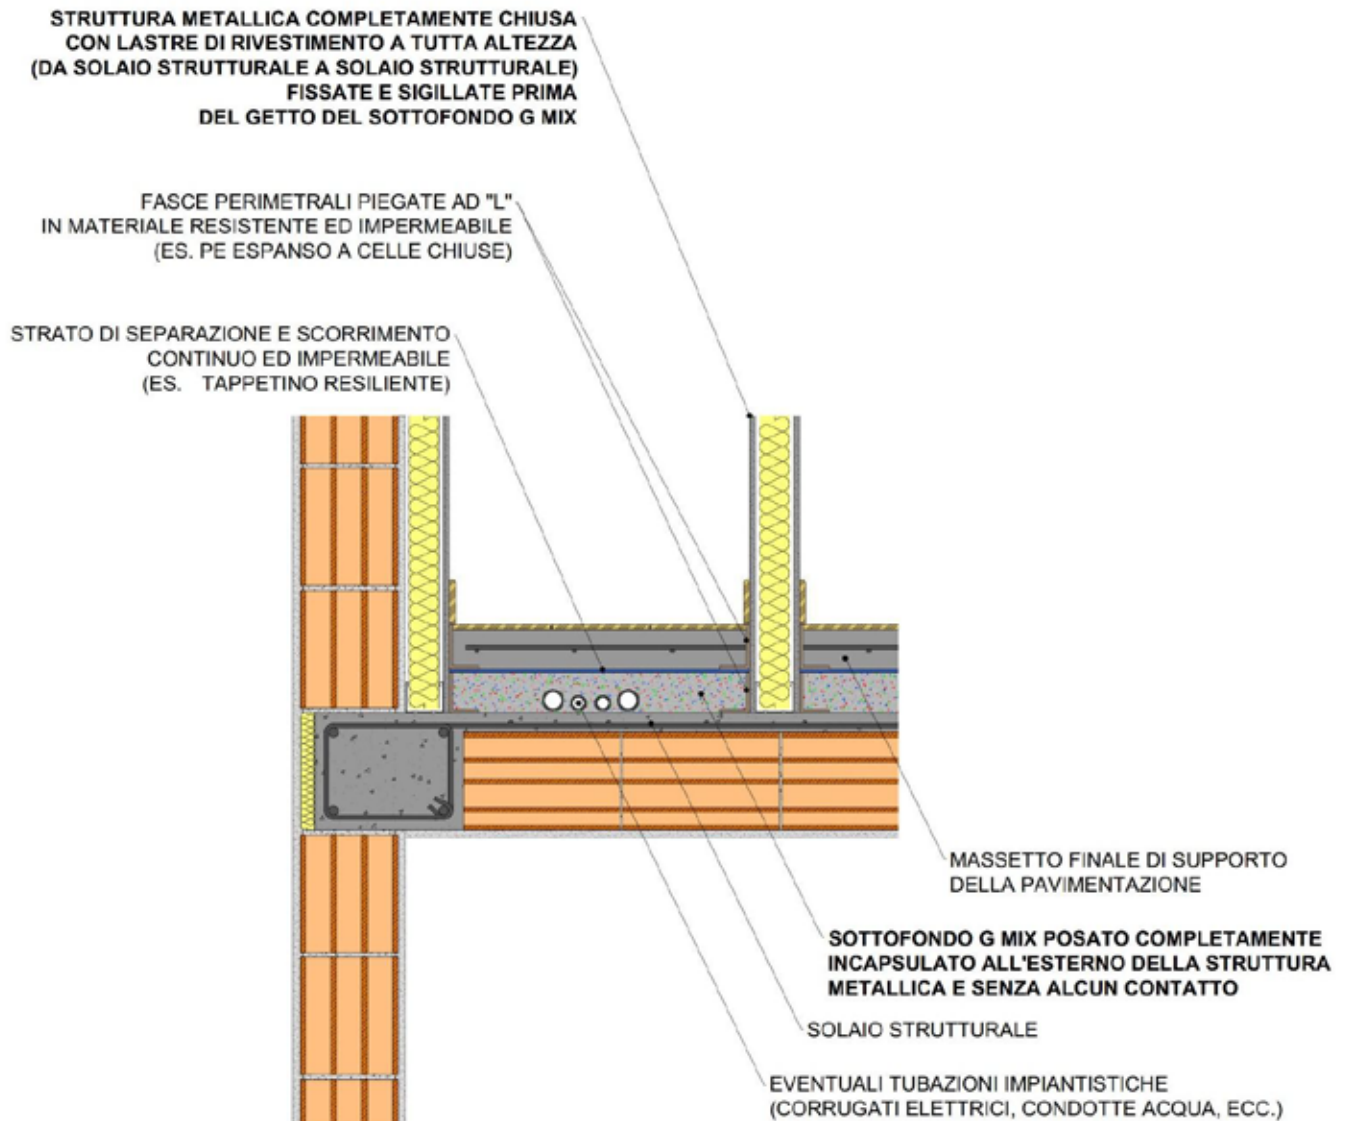 STRUTTURA METALLICA COMPLETAMENTE CHIUSA
CON LASTRE DI RIVESTIMENTO A TUTTA ALTEZZA
(DA SOLAIO STRUTTURALE A SOLAIO STRUTTURALE)
FISSATE E SIGILLATE PRIMA
DEL GETTO DEL SOTTOFONDO G MIX
FASCE PERIMETRALI PIEGATE AD "L"
IN MATERIALE RESISTENTE ED IMPERMEABILE
(ES. PE ESPANSO A CELLE CHIUSE)
STRATO DI SEPARAZIONE E SCORRIMENTO
CONTINUO ED IMPERMEABILE
(ES. TAPPETINO RESILIENTE)
MASSETTO FINALE DI SUPPORTO
DELLA PAVIMENTAZIONE
SOTTOFONDO G MIX POSATO COMPLETAMENTE
INCAPSULATO ALL'ESTERNO DELLA STRUTTURA
METALLICA E SENZA ALCUN CONTATTO
SOLAIO STRUTTURALE
EVENTUALI TUBAZIONI IMPIANTISTICHE
(CORRUGATI ELETTRICI, CONDOTTE ACQUA, ECC.)